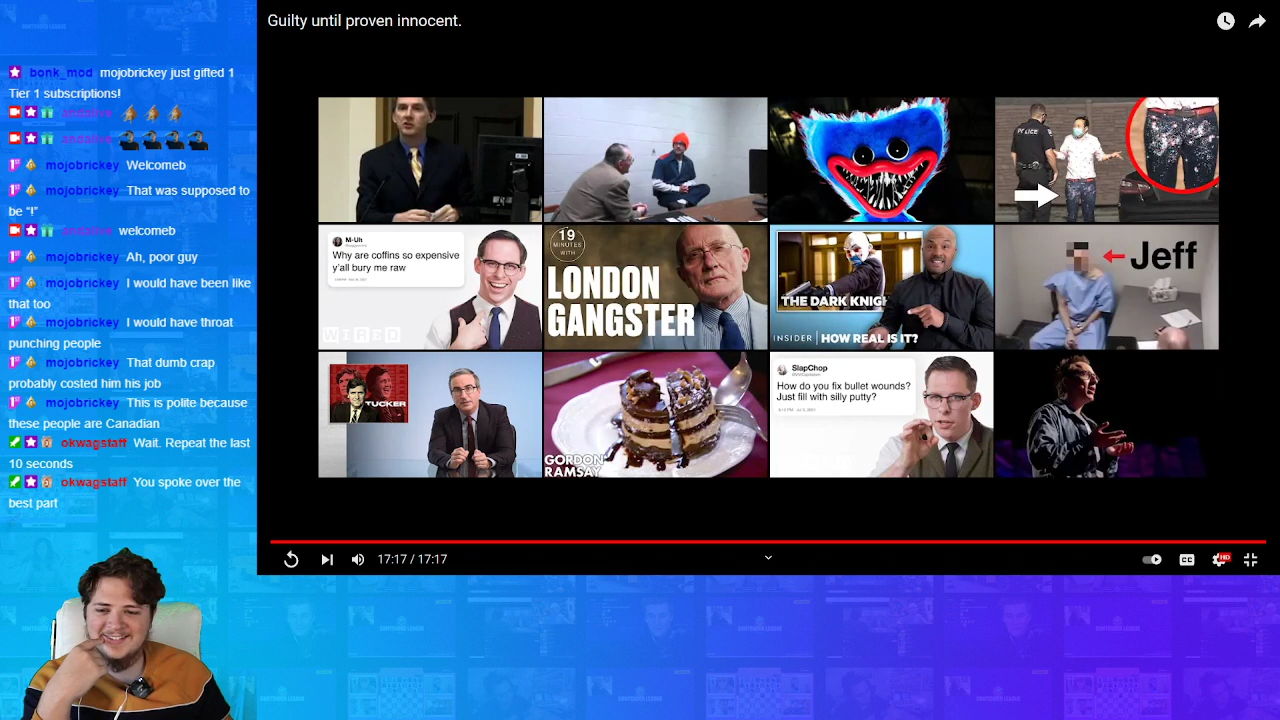 Guilty until proven innocent.
bonk_mod mojobrickey just gifted 1
Tier 1 subscriptions!
mojobrickey Welcomeb
mojobrickey That was supposed to
be "!"
welcomeb
mojobrickey Ah, poor guy
mojobrickey I would have been like
that too
mojobrickey I would have throat
punching people
mojobrickey That dumb crap
probably costed him his job
mojobrickey This is polite because
these people are Canadian
okwagstaff Wait. Repeat the last
10 seconds
okwagstaff You spoke over the
best part
POLICE
M-Uh
Why are coffins so expensive
y'all bury me raw
WIRED
19
MINUTES
WITH
LONDON
GANGSTER
THE DARK KNIG
INSIDER | HOW REAL IS IT?
Jeff
TUCKER
GORDON
RAMSAY
SlapChop
How do you fix bullet wounds?
Just fill with silly putty?
17:17 / 17:17
CC
HD